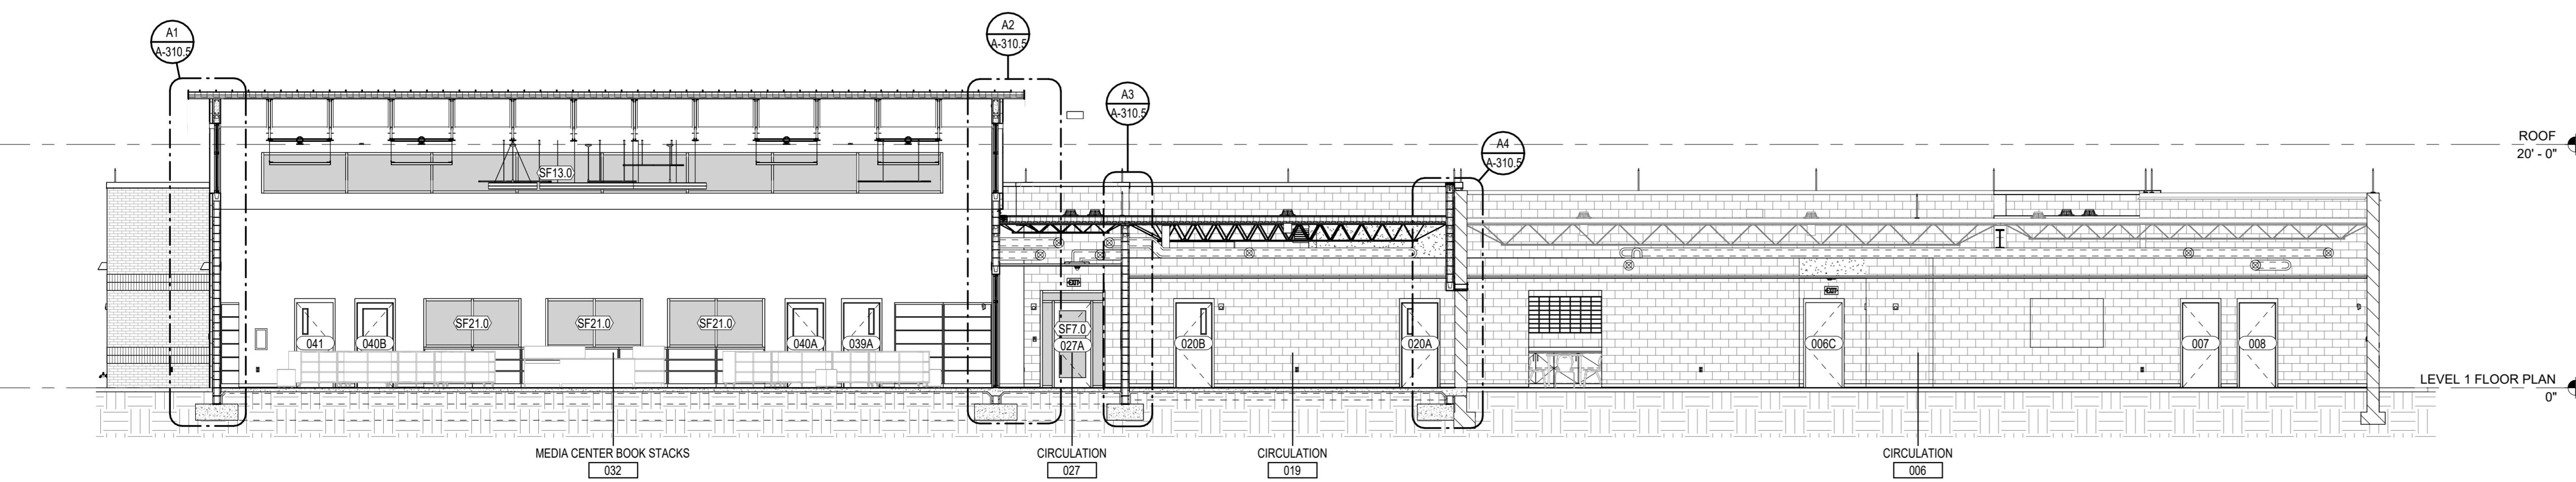 A1
A-310.5
A2
A-310.5
A3
A-310.5
A4
A-310.5
ROOF
20' - 0"
SF13.0
EXIT
EXIT
SF21.0
SF21.0
SF21.0
SF7.0
041
040B
040A
039A
027A
020B
020A
006C
007
008
LEVEL 1 FLOOR PLAN
0"
MEDIA CENTER BOOK STACKS
032
CIRCULATION
027
CIRCULATION
019
CIRCULATION
006